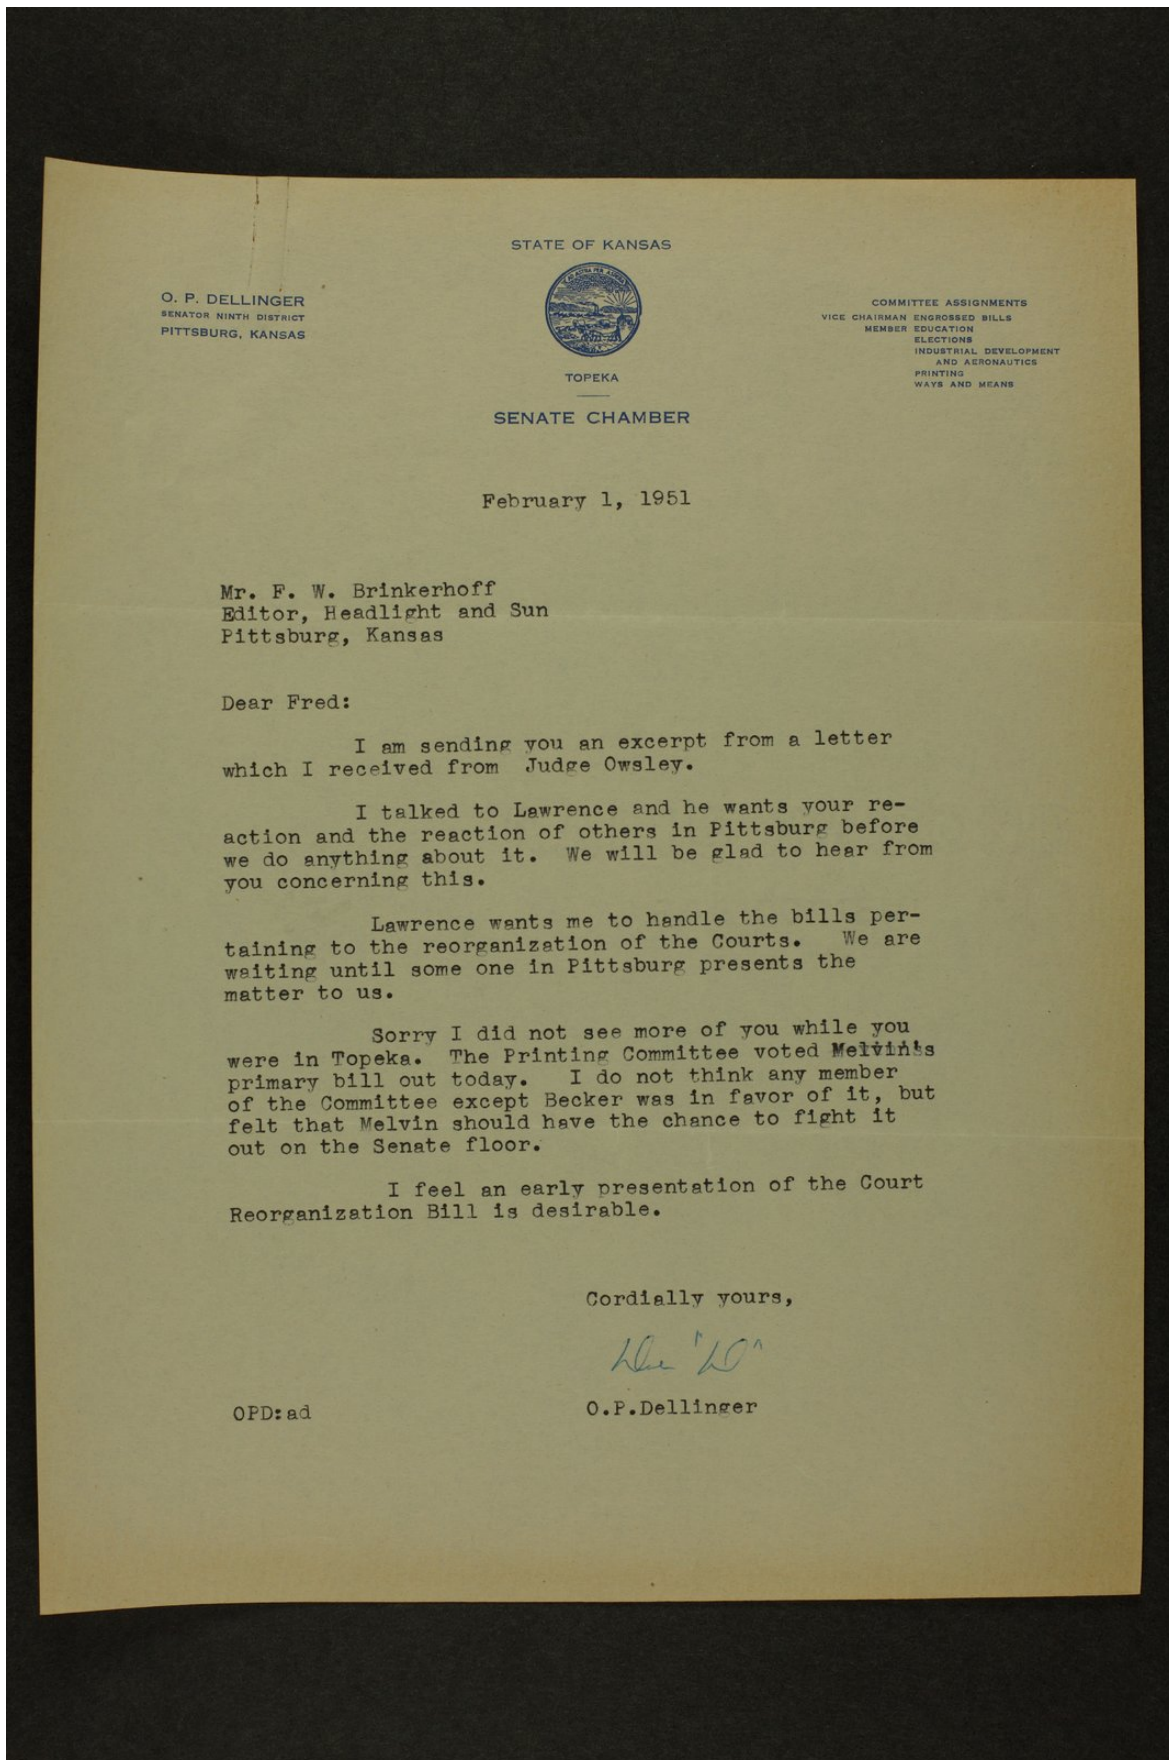 STATE OF KANSAS
AD ASTRA PER ASPERA
O. P. DELLINGER
SENATOR NINTH DISTRICT
PITTSBURG, KANSAS
COMMITTEE ASSIGNMENTS
VICE CHAIRMAN ENGROSSED BILLS
MEMBER EDUCATION
ELECTIONS
INDUSTRIAL DEVELOPMENT
AND AERONAUTICS
PRINTING
WAYS AND MEANS
TOPEKA
SENATE CHAMBER
February 1, 1951
Mr. F. W. Brinkerhoff
Editor, Headlight and Sun
Pittsburg, Kansas
Dear Fred:
I am sending you an excerpt from a letter
which I received from Judge Owsley.
I talked to Lawrence and he wants your re-
action and the reaction of others in Pittsburg before
we do anything about it. We will be glad to hear from
you concerning this.
Lawrence wants me to handle the bills per-
taining to the reorganization of the Courts. We are
waiting until some one in Pittsburg presents the
matter to us.
Sorry I did not see more of you while you
were in Topeka. The Printing Committee voted Melvin's
primary bill out today. I do not think any member
of the Committee except Becker was in favor of it, but
felt that Melvin should have the chance to fight it
out on the Senate floor.
I feel an early presentation of the Court
Reorganization Bill is desirable.
Cordially yours,
OPD:ad
O.P.Dellinger